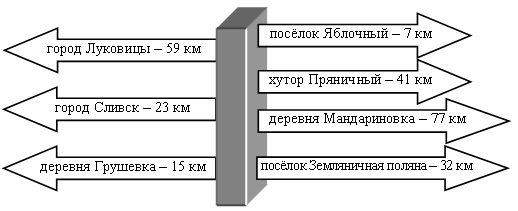 город Луковицы – 59 км
город Сливск – 23 км
деревня Грушевка – 15 км
посёлок Яблочный – 7 км
хутор Пряничный – 41 км
деревня Мандариновка – 77 км
посёлок Земляничная поляна – 32 км